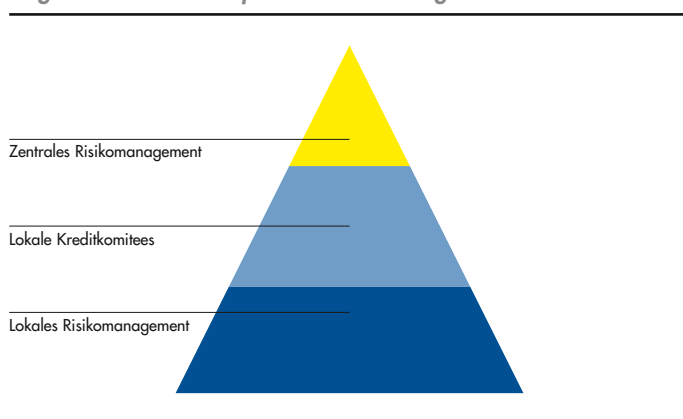 Zentrales Risikomanagement
Lokale Kreditkomitees
Lokales Risikomanagement